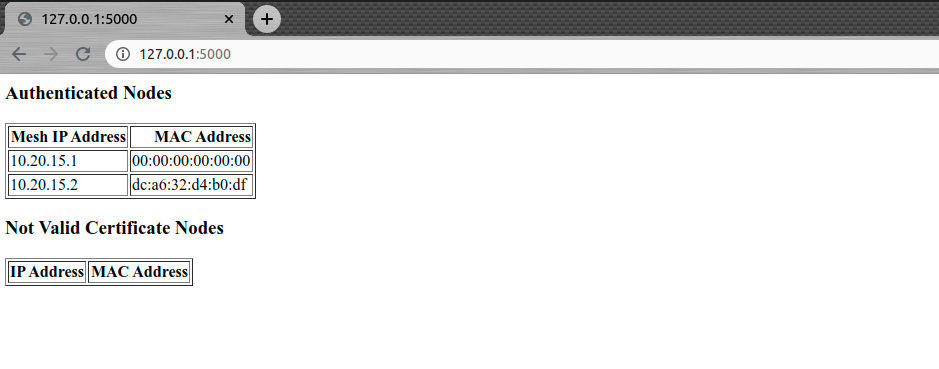 127.0.0.1:5000
127.0.0.1:5000
Authenticated Nodes
Mesh IP Address MAC Address
10.20.15.1 00:00:00:00:00:00
10.20.15.2 dc:a6:32:d4:b0:df
Not Valid Certificate Nodes
IP Address MAC Address